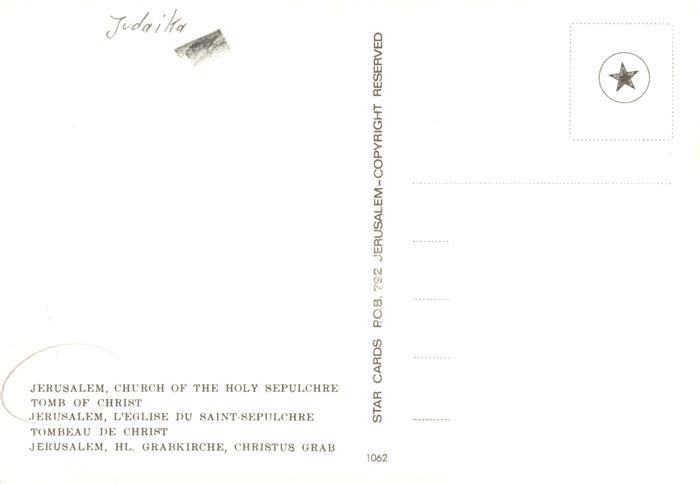 Judaika
STAR CARDS P.O.B. 792 JERUSALEM–COPYRIGHT RESERVED
JERUSALEM, CHURCH OF THE HOLY SEPULCHRE
TOMB OF CHRIST
JERUSALEM, L'EGLISE DU SAINT-SEPULCHRE
TOMBEAU DE CHRIST
JERUSALEM, HL. GRABKIRCHE, CHRISTUS GRAB
1062